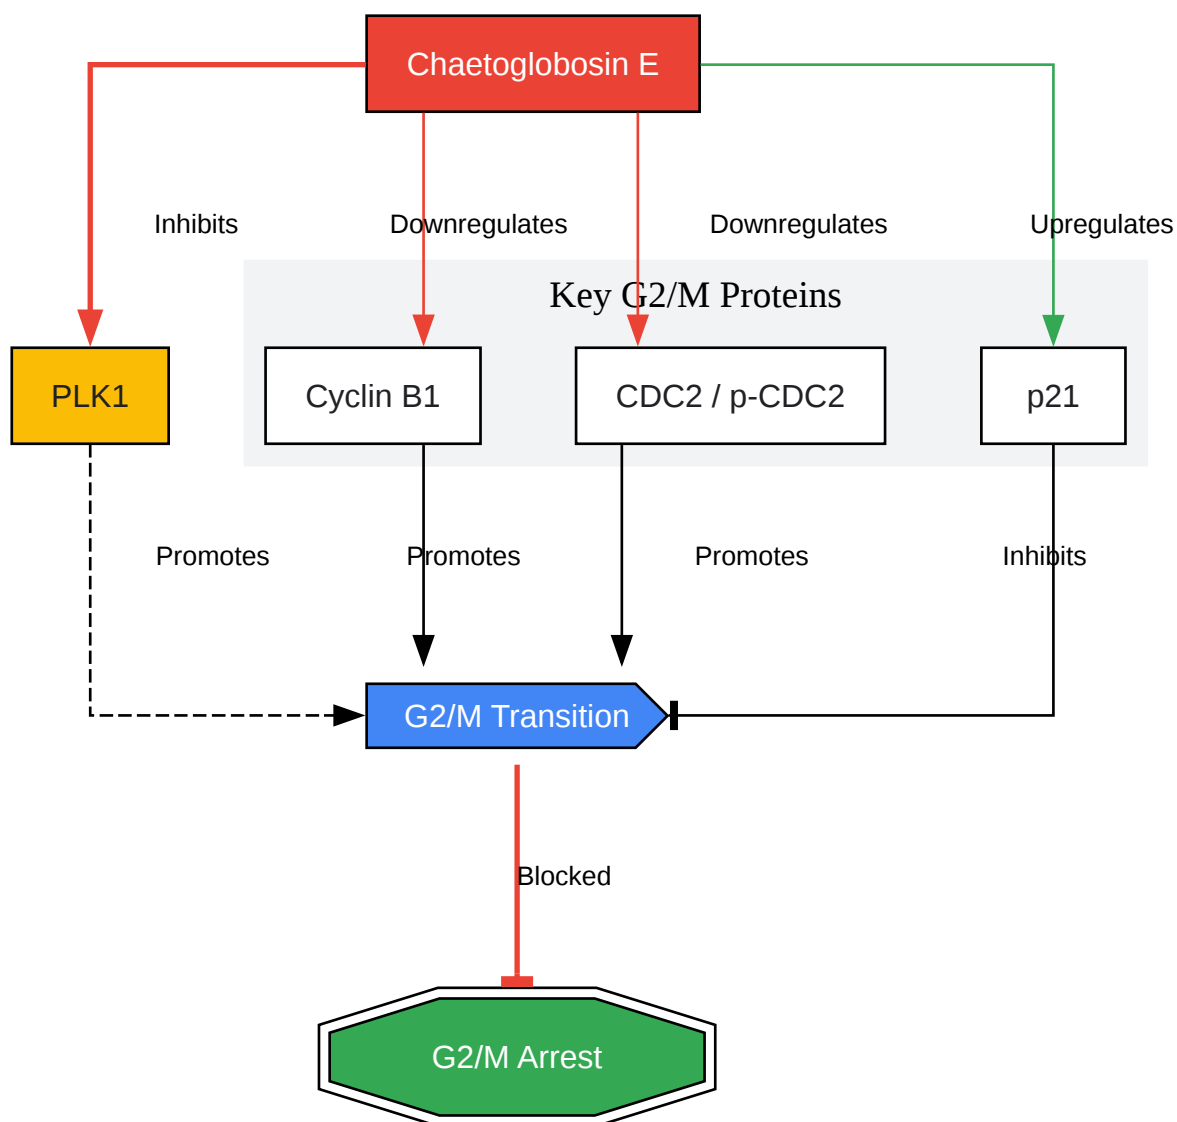 Chaetoglobosin E
Inhibits
Downregulates
Downregulates
Upregulates
Key G2/M Proteins
PLK1
Cyclin B1
CDC2 / p-CDC2
p21
Promotes
Promotes
Promotes
Inhibits
G2/M Transition
Blocked
G2/M Arrest